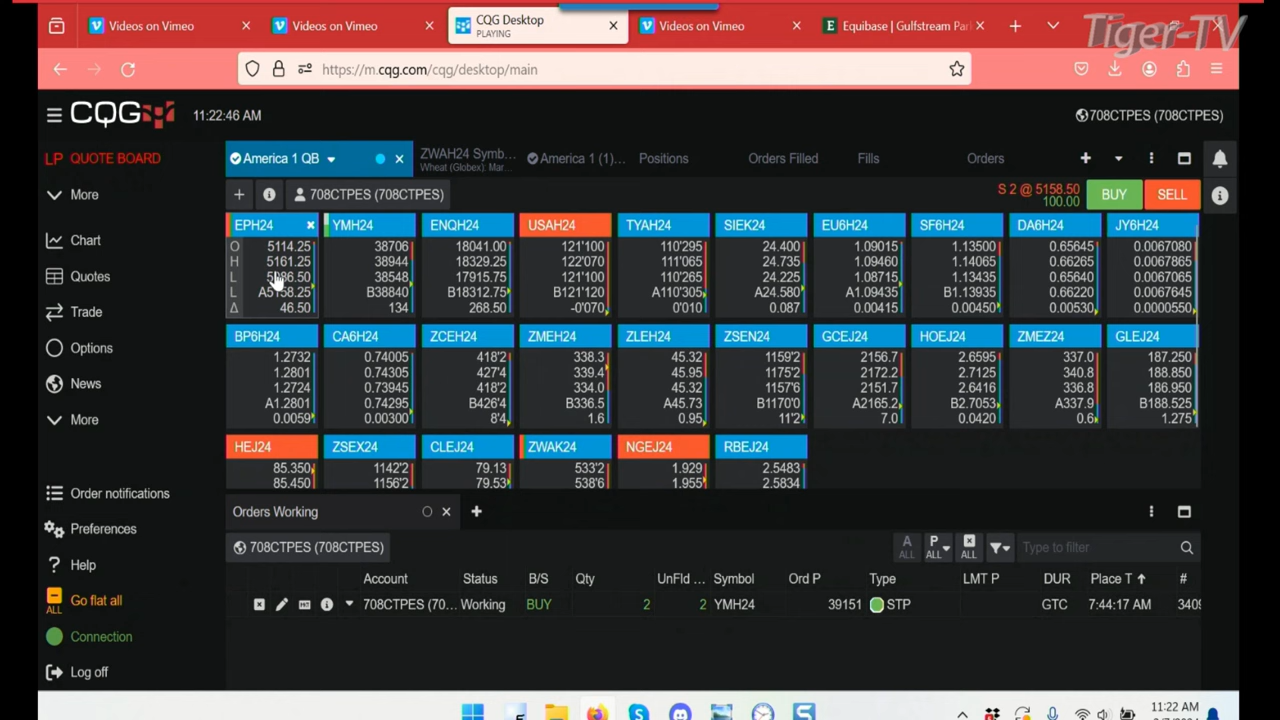 Videos on Vimeo
Videos on Vimeo
CQG Desktop
PLAYING
Videos on Vimeo
Equibase | Gulfstream Par
Tiger-TV
https://m.cqg.com/cqg/desktop/main
CQG
11:22:46 AM
708CTPES (708CTPES)
LP QUOTE BOARD
America 1 QB
ZWAH24 Symb...
Wheat (Globex): Mar...
America 1 (1)...
Positions
Orders Filled
Fills
Orders
More
708CTPES (708CTPES)
S 2 @ 5158.50
100.00
BUY
SELL
EPH24 YMH24 ENQH24 USAH24 TYAH24 SIEK24 EU6H24 SF6H24 DA6H24 JY6H24
O 5114.25 38706 18041.00 121'100 110'295 24.400 1.09015 1.13500 0.65645 0.0067080
H 5161.25 38944 18329.25 122'070 111'065 24.735 1.09460 1.14065 0.66265 0.0067865
L 38548 17915.75 121'100 110'265 24.225 1.08715 1.13435 0.65640 0.0067065
L A5158.25 B38840 B18312.75 B121'120 A110'305 A24.580 A1.09435 B1.13935 0.66220 0.0067645
Δ 46.50 134 268.50 -0'070 0'010 0.087 0.00415 0.00450 0.00530 0.0000550
BP6H24 CA6H24 ZCEH24 ZMEH24 ZLEH24 ZSEN24 GCEJ24 HOEJ24 ZMEZ24 GLEJ24
1.2732 0.74005 418'2 338.3 45.32 1159'2 2156.7 2.6595 337.0 187.250
1.2801 0.74305 427'4 339.4 45.95 1175'2 2172.2 2.7125 340.8 188.850
1.2724 0.73945 418'2 334.0 45.32 1157'6 2151.7 2.6416 336.8 186.950
A1.2801 0.74295 B426'4 B336.5 A45.73 B1170'0 A2165.2 B2.7053 A337.9 B188.525
0.0059 0.00300 8'4 1.6 0.95 11'2 7.0 0.0420 0.6 1.275
HEJ24 ZSEX24 CLEJ24 ZWAK24 NGEJ24 RBEJ24
85.350 1142'2 79.13 533'2 1.929 2.5483
85.450 1156'2 79.53 538'6 1.955 2.5834
Chart
Quotes
Trade
Options
News
More
Order notifications
Preferences
Help
ALL Go flat all
Connection
Log off
Orders Working
708CTPES (708CTPES)
A ALL
P ALL
ALL
Type to filter
Account Status B/S Qty UnFld ... Symbol Ord P Type LMT P DUR Place T #
708CTPES (70... Working BUY 2 2 YMH24 39151 STP GTC 7:44:17 AM 3409
11:22 AM